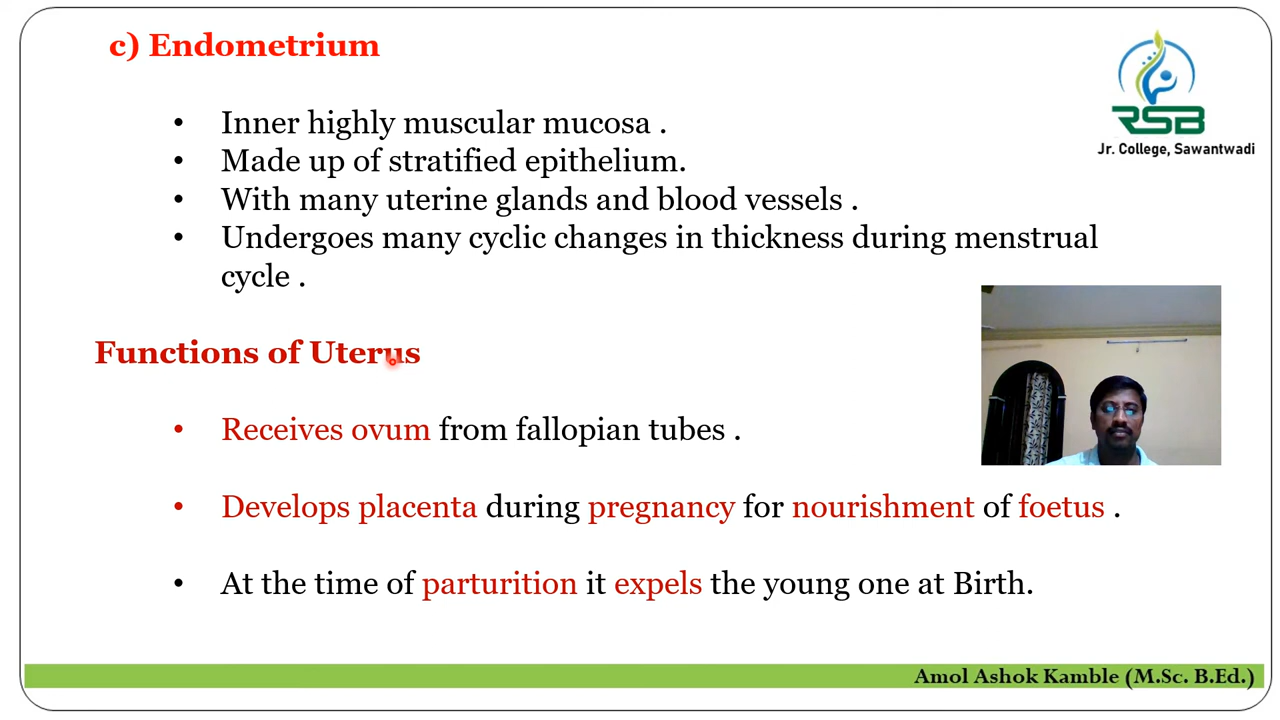 c) Endometrium
RSB
Jr. College, Sawantwadi
• Inner highly muscular mucosa .
• Made up of stratified epithelium.
• With many uterine glands and blood vessels .
• Undergoes many cyclic changes in thickness during menstrual
cycle .
Functions of Uterus
• Receives ovum from fallopian tubes .
• Develops placenta during pregnancy for nourishment of foetus .
• At the time of parturition it expels the young one at Birth.
Amol Ashok Kamble (M.Sc. B.Ed.)